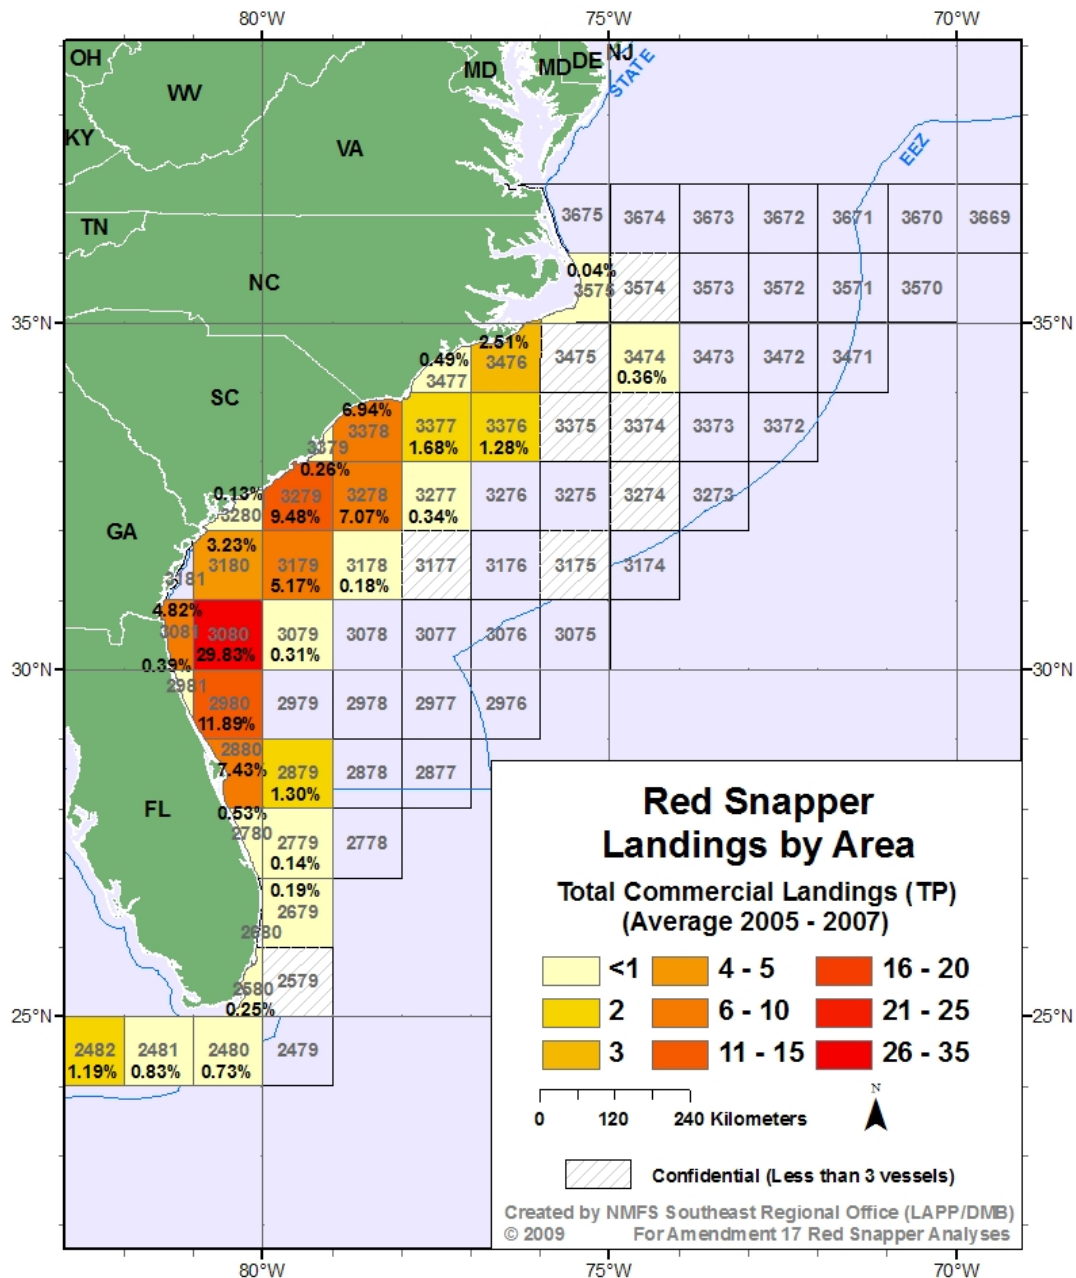 80°W 75°W 70°W
OH
MD
MD
DE
NJ
STATE
WV
KY
VA
EEZ
TN
3675 3674 3673 3672 3671 3670 3669
NC
0.04%
3575 3574 3573 3572 3571 3570
35°N 35°N
2.51%
0.49%
3476 3475 3474 3473 3472 3471
3477
0.36%
SC
6.94%
3378 3377 3376 3375 3374 3373 3372
3379
1.68% 1.28%
0.26%
0.13%
3279 3278 3277 3276 3275 3274 3273
3280
9.48% 7.07% 0.34%
GA
3.23%
3180 3179 3178 3177 3176 3175 3174
3181
5.17% 0.18%
4.82%
3081 3080 3079 3078 3077 3076 3075
29.83% 0.31%
0.39%
30°N 30°N
2981
2980 2979 2978 2977 2976
11.89%
2880
7.43%
2879 2878 2877
1.30%
FL
0.53%
2780
2779 2778
0.14%
0.19%
2679
2680
2579
2580
0.25%
25°N 25°N
2482 2481 2480 2479
1.19% 0.83% 0.73%
Red Snapper
Landings by Area
Total Commercial Landings (TP)
(Average 2005 - 2007)
<1 4 - 5 16 - 20
2 6 - 10 21 - 25
3 11 - 15 26 - 35
N
0 120 240 Kilometers
Confidential (Less than 3 vessels)
Created by NMFS Southeast Regional Office (LAPP/DMB)
© 2009 For Amendment 17 Red Snapper Analyses
80°W 75°W 70°W